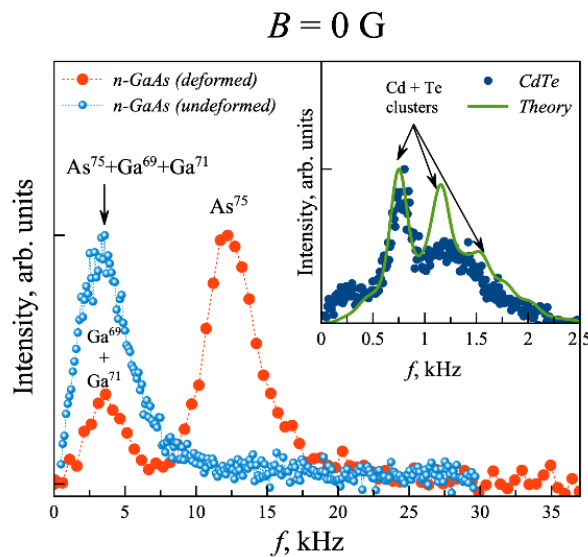 B = 0 G
n-GaAs (deformed)
n-GaAs (undeformed)
As⁷⁵+Ga⁶⁹+Ga⁷¹
As⁷⁵
Ga⁶⁹
+
Ga⁷¹
Intensity, arb. units
0 5 10 15 20 25 30 35
f, kHz
Cd + Te
clusters
CdTe
Theory
Intensity, arb. units
0 0.5 1 1.5 2 2.5
f, kHz